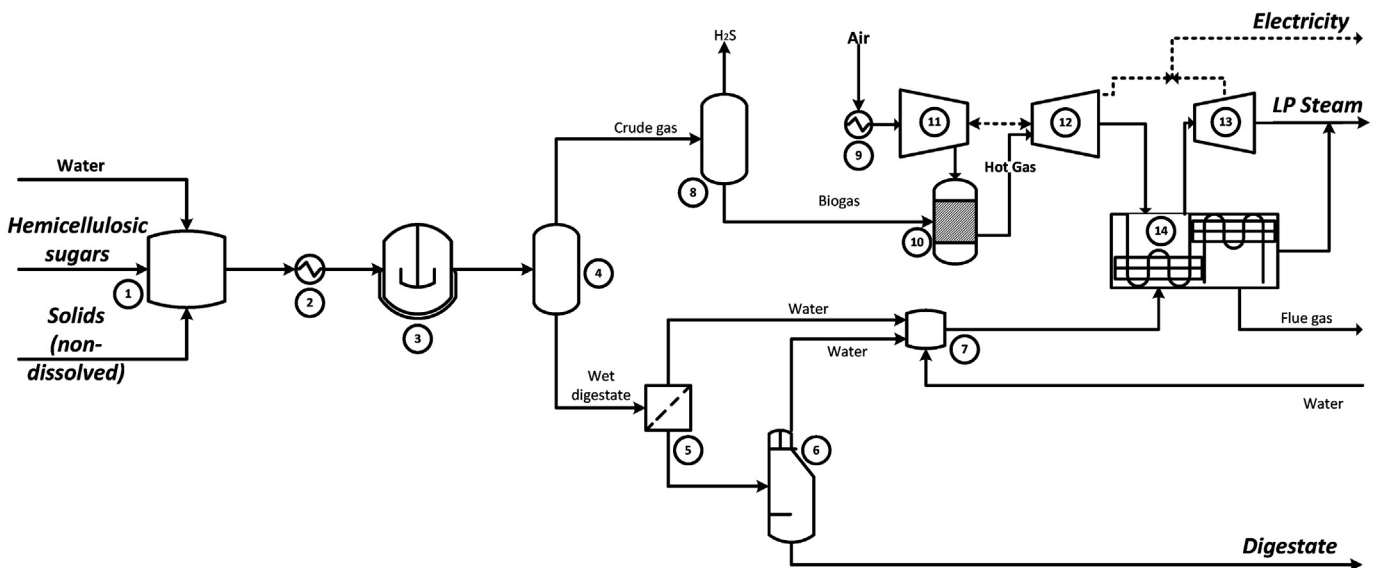 Electricity
H₂S
Air
11
12
13
LP Steam
9
Crude gas
8
Hot Gas
Water
Biogas
10
14
Hemicellulosic
sugars
1
2
3
4
Solids
(non-
dissolved)
Water
7
Flue gas
Water
Wet
digestate
Water
5
6
Digestate